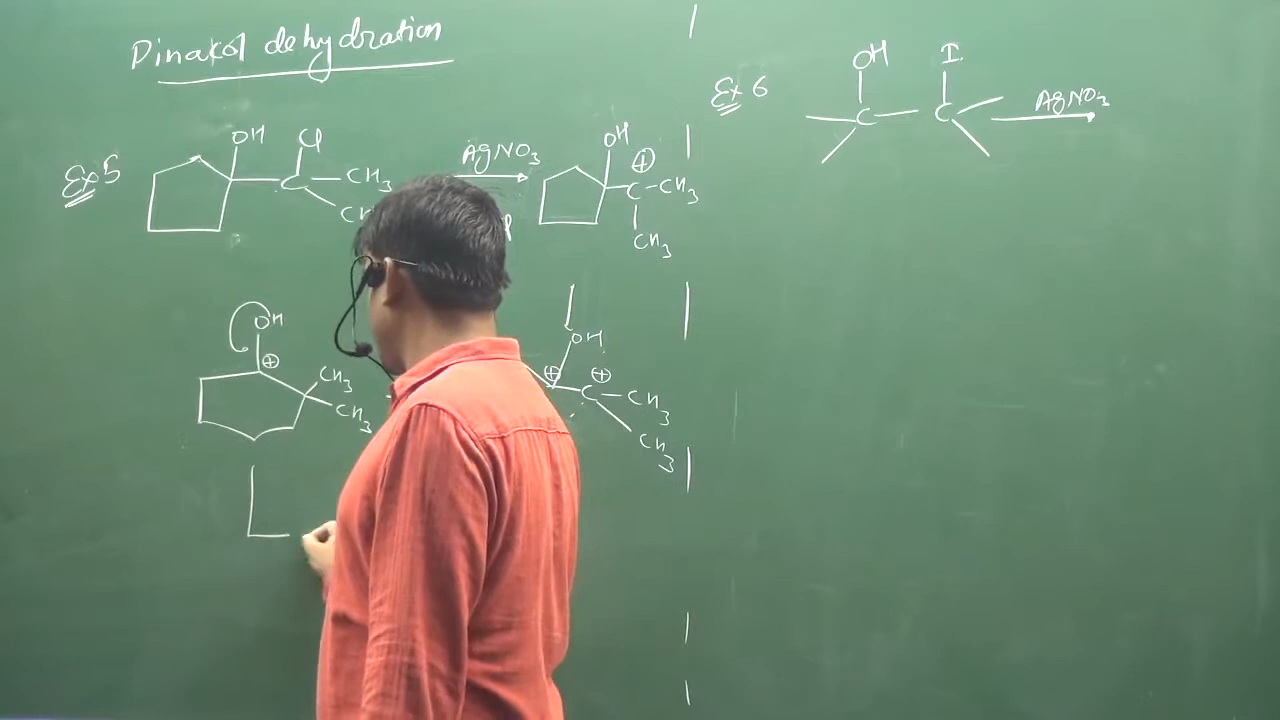 Pinakol dehydration
Ex 5
OH Cl
C CH3
AgNO3
OH
⊕
C-CH3
CH3
OH
⊕
CH3
CH3
OH
⊕ ⊕
C-CH3
CH3
Ex 6
OH I
C C
AgNO3